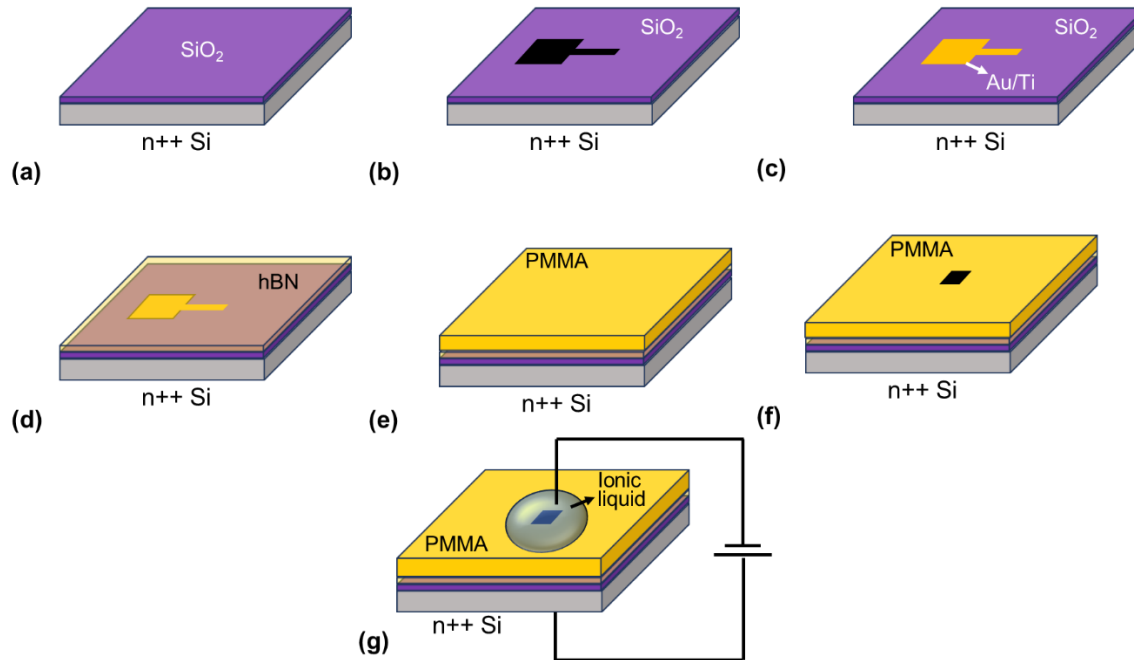 SiO₂
n++ Si
(a)
SiO₂
n++ Si
(b)
SiO₂
Au/Ti
n++ Si
(c)
hBN
n++ Si
(d)
PMMA
n++ Si
(e)
PMMA
n++ Si
(f)
Ionic
liquid
PMMA
n++ Si
(g)